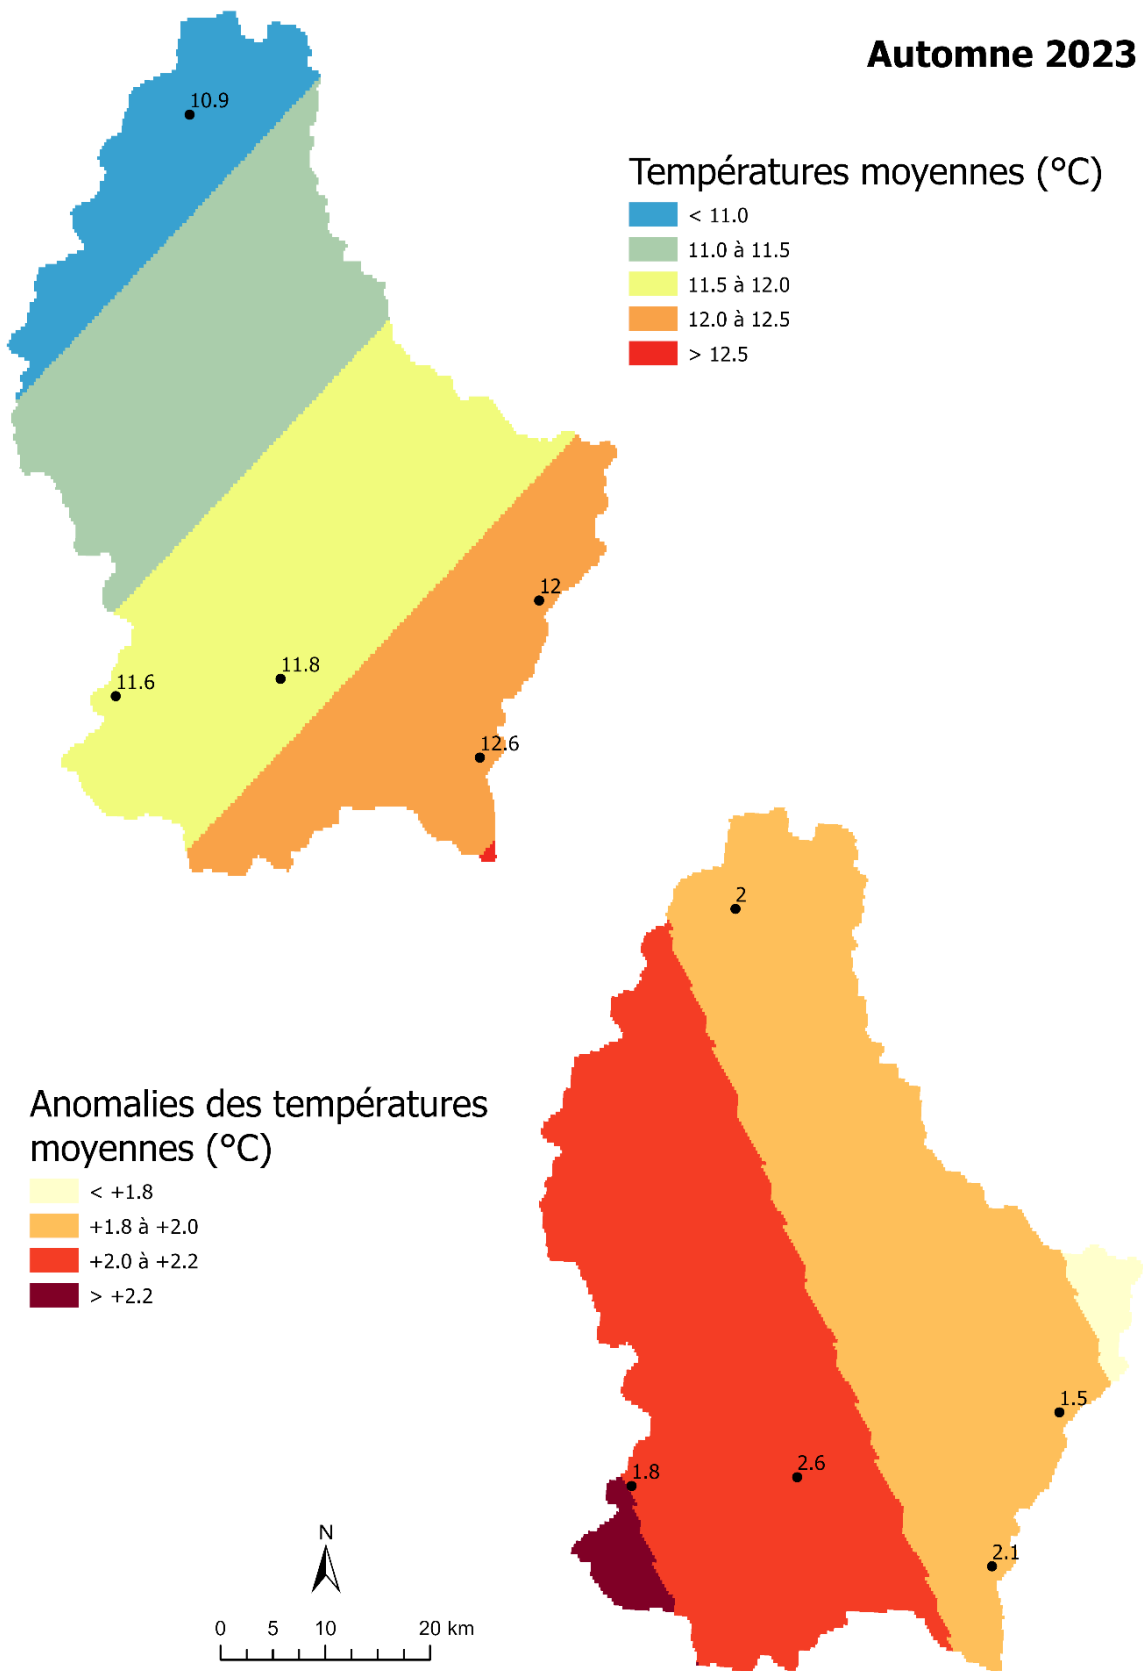 Automne 2023
10.9
Températures moyennes (°C)
< 11.0
11.0 à 11.5
11.5 à 12.0
12.0 à 12.5
> 12.5
12
11.8
11.6
12.6
2
Anomalies des températures
moyennes (°C)
< +1.8
+1.8 à +2.0
+2.0 à +2.2
> +2.2
1.5
2.6
1.8
2.1
N
0 5 10 20 km